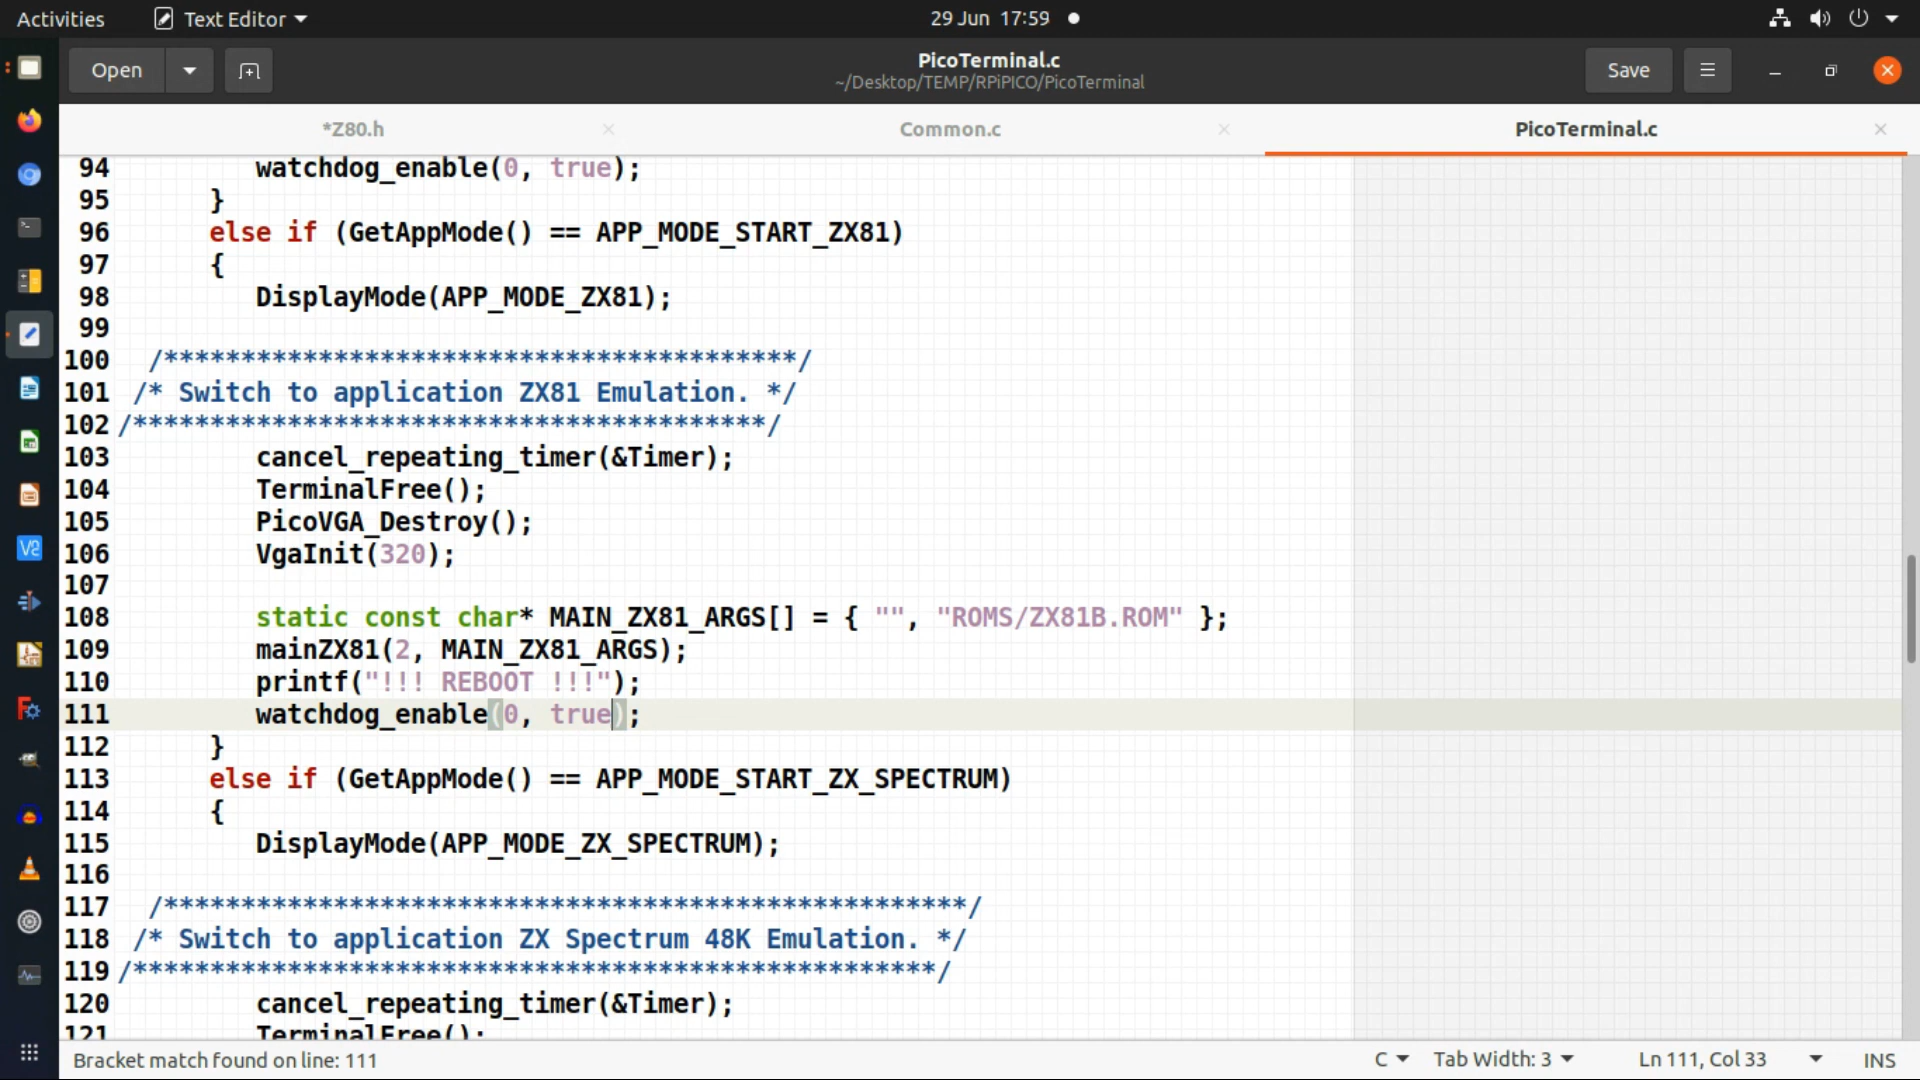 Activities Text Editor 29 Jun 17:59
Open PicoTerminal.c Save
~/Desktop/TEMP/RPiPICO/PicoTerminal
*Z80.h Common.c PicoTerminal.c
94 watchdog_enable(0, true);
95 }
96 else if (GetAppMode() == APP_MODE_START_ZX81)
97 {
98 DisplayMode(APP_MODE_ZX81);
99
100 /*****************************************/
101 /* Switch to application ZX81 Emulation. */
102 /*****************************************/
103 cancel_repeating_timer(&Timer);
104 TerminalFree();
105 PicoVGA_Destroy();
106 VgaInit(320);
107
108 static const char* MAIN_ZX81_ARGS[] = { "", "ROMS/ZX81B.ROM" };
109 mainZX81(2, MAIN_ZX81_ARGS);
110 printf("!!! REBOOT !!!");
111 watchdog_enable(0, true);
112 }
113 else if (GetAppMode() == APP_MODE_START_ZX_SPECTRUM)
114 {
115 DisplayMode(APP_MODE_ZX_SPECTRUM);
116
117 /****************************************************/
118 /* Switch to application ZX Spectrum 48K Emulation. */
119 /****************************************************/
120 cancel_repeating_timer(&Timer);
121 TerminalFree();
Bracket match found on line: 111 C Tab Width: 3 Ln 111, Col 33 INS